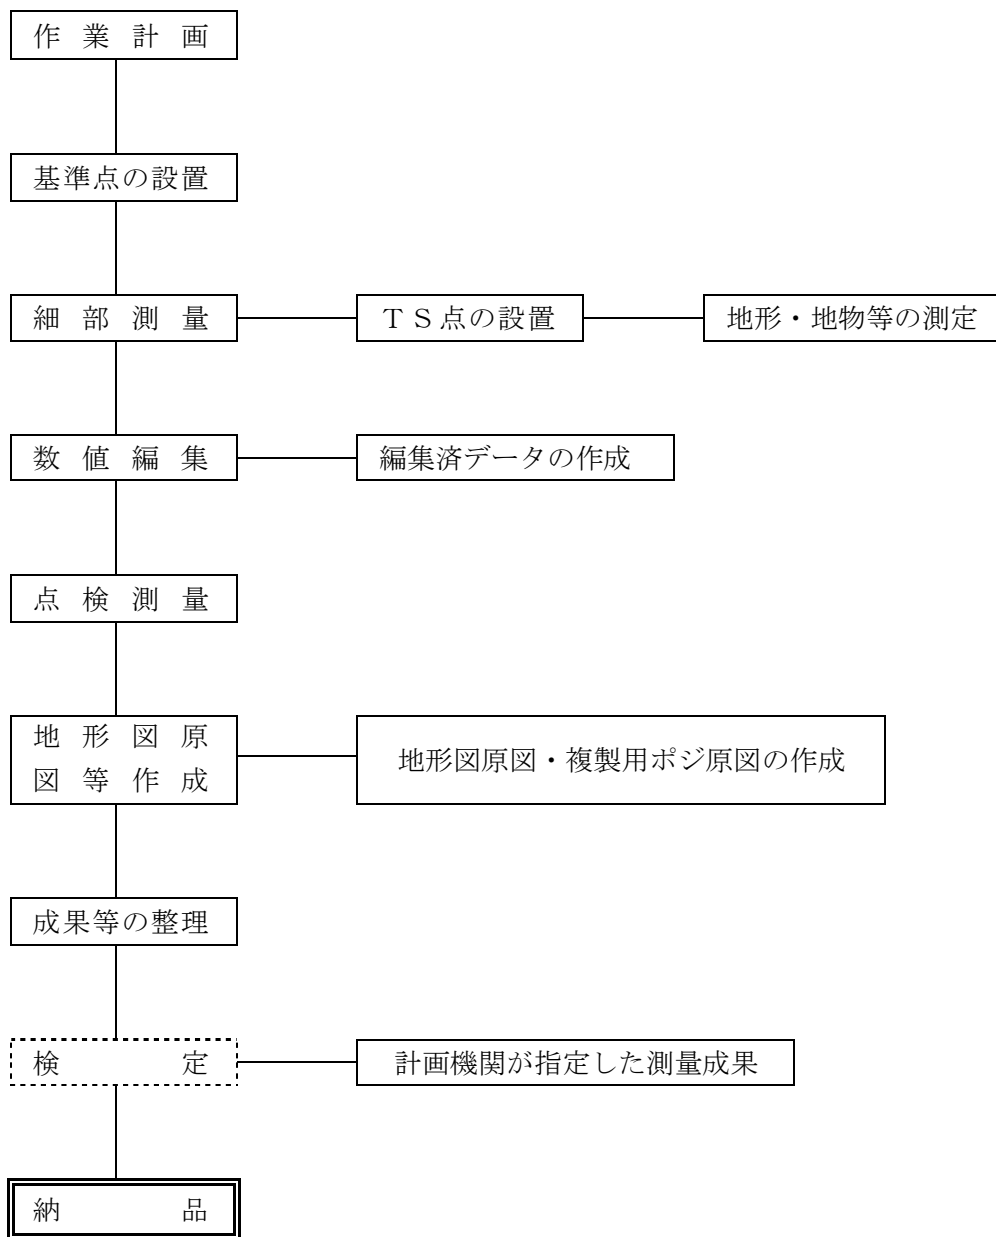 作業計画
基準点の設置
細部測量
ＴＳ点の設置
地形・地物等の測定
数値編集
編集済データの作成
点検測量
地形図原
図等作成
地形図原図・複製用ポジ原図の作成
成果等の整理
検定
計画機関が指定した測量成果
納品